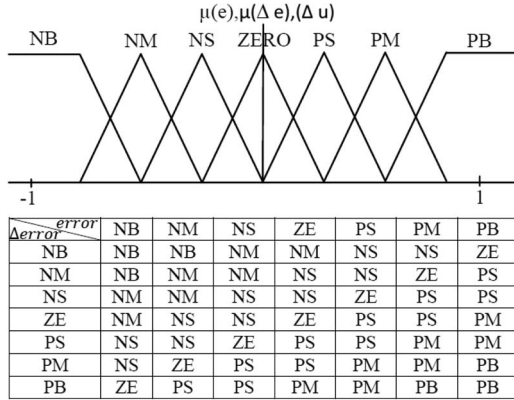 μ(e),μ(Δ e),(Δ u)
NB NM NS ZERO PS PM PB
-1 1
error NB NM NS ZE PS PM PB
Δerror
NB NB NB NM NM NS NS ZE
NM NB NM NM NS NS ZE PS
NS NM NM NS NS ZE PS PS
ZE NM NS NS ZE PS PS PM
PS NS NS ZE PS PS PM PM
PM NS ZE PS PS PM PM PB
PB ZE PS PS PM PM PB PB